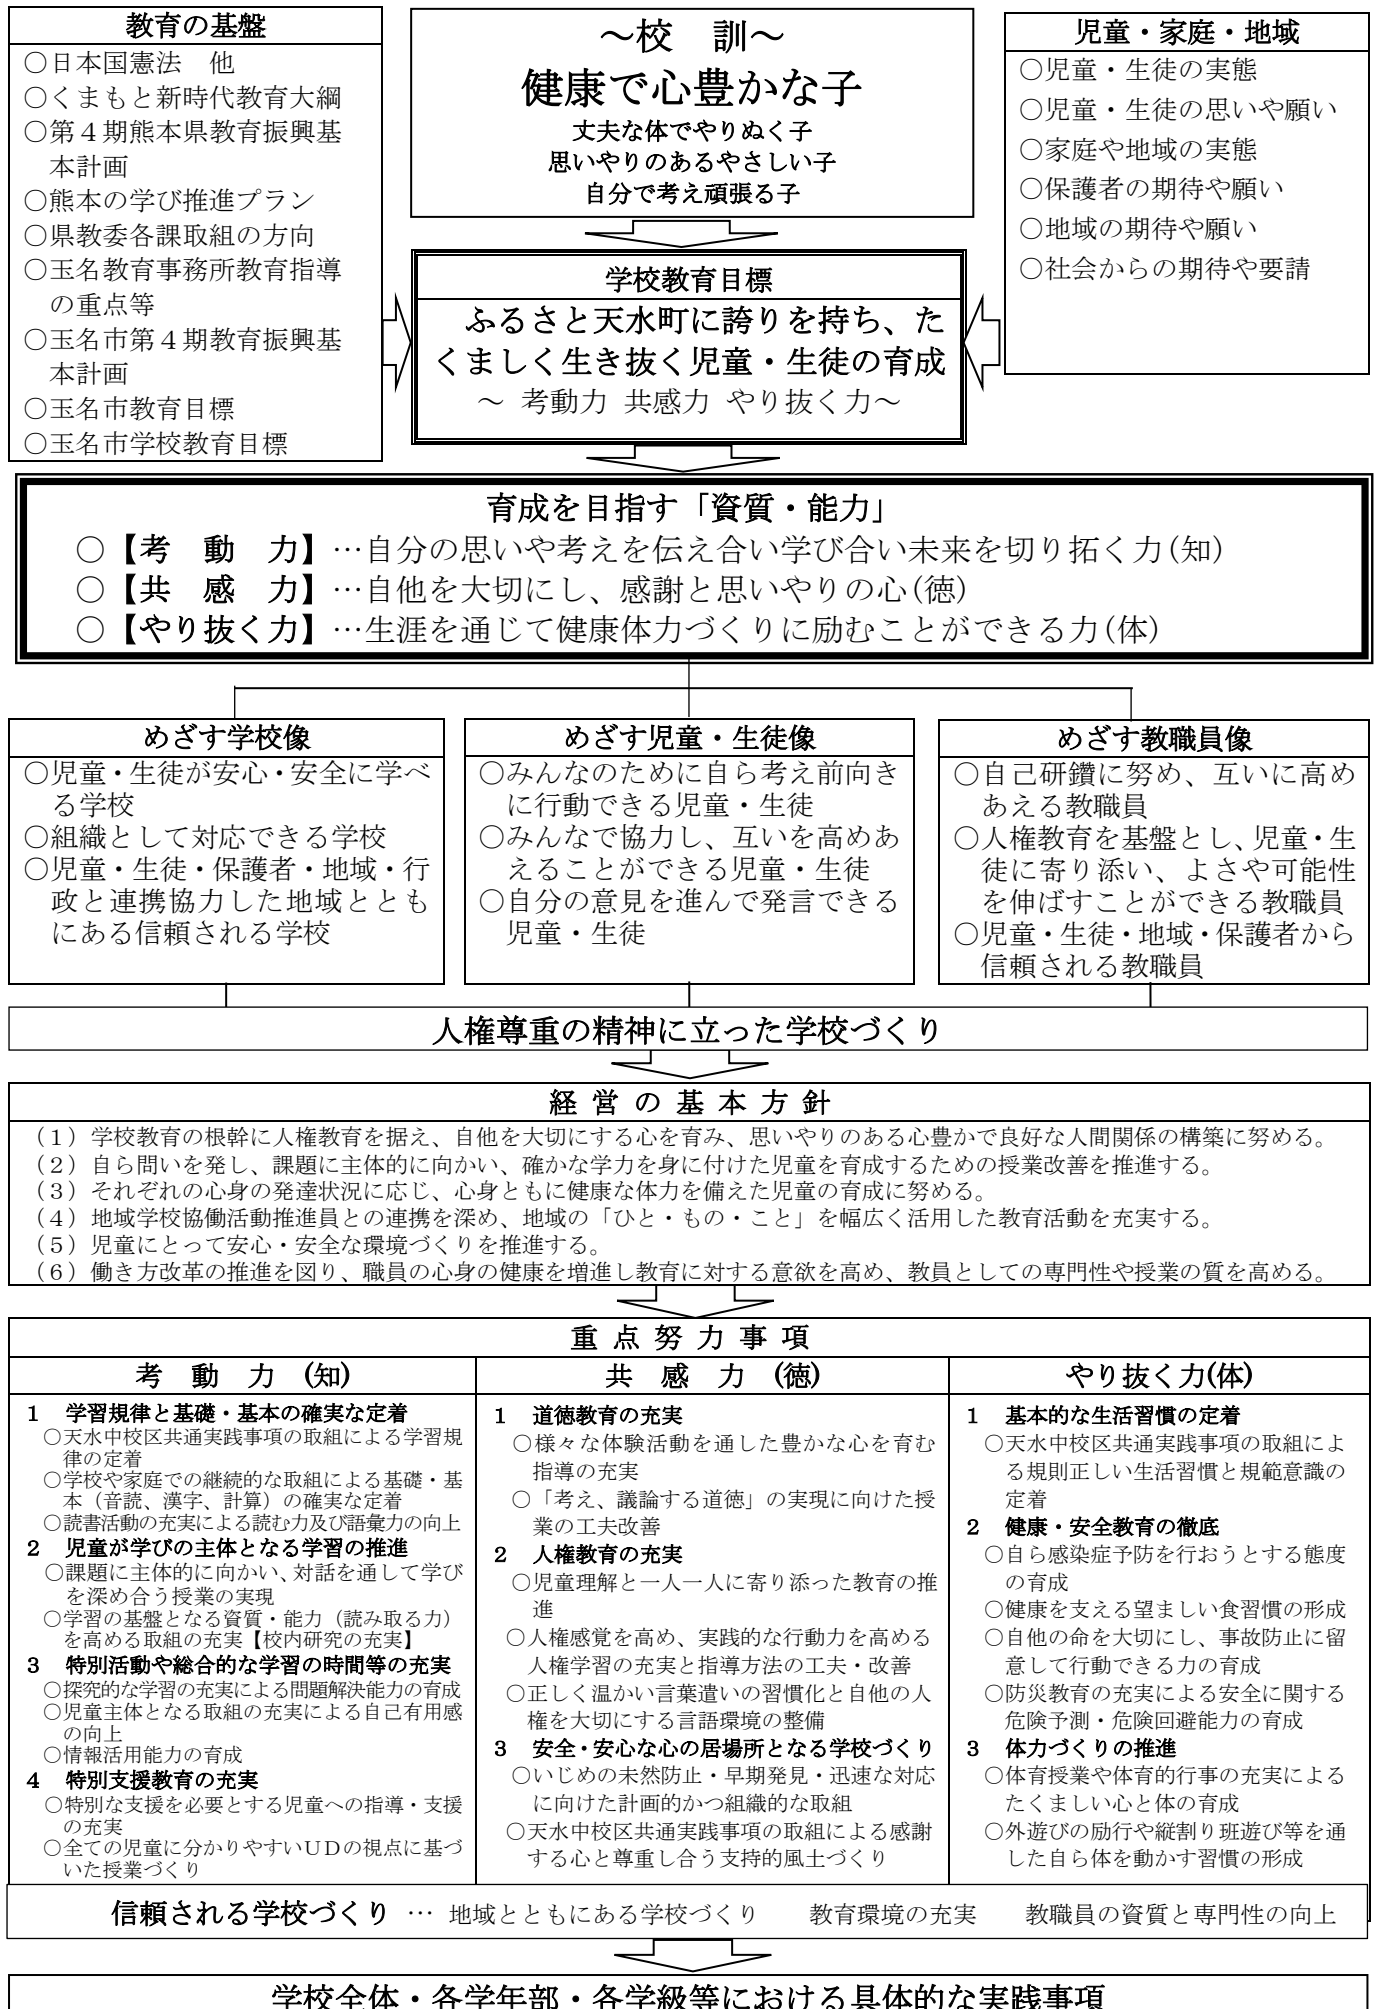 教育の基盤
○日本国憲法　他
○くまもと新時代教育大綱
○第４期熊本県教育振興基
本計画
○熊本の学び推進プラン
○県教委各課取組の方向
○玉名教育事務所教育指導
の重点等
○玉名市第４期教育振興基
本計画
○玉名市教育目標
○玉名市学校教育目標
～校　訓～
健康で心豊かな子
丈夫な体でやりぬく子
思いやりのあるやさしい子
自分で考え頑張る子
児童・家庭・地域
○児童・生徒の実態
○児童・生徒の思いや願い
○家庭や地域の実態
○保護者の期待や願い
○地域の期待や願い
○社会からの期待や要請
学校教育目標
ふるさと天水町に誇りを持ち、た
くましく生き抜く児童・生徒の育成
～ 考動力 共感力 やり抜く力～
育成を目指す「資質・能力」
○【考　動　力】…自分の思いや考えを伝え合い学び合い未来を切り拓く力(知)
○【共　感　力】…自他を大切にし、感謝と思いやりの心(徳)
○【やり抜く力】…生涯を通じて健康体力づくりに励むことができる力(体)
めざす学校像
○児童・生徒が安心・安全に学べ
る学校
○組織として対応できる学校
○児童・生徒・保護者・地域・行
政と連携協力した地域ととも
にある信頼される学校
めざす児童・生徒像
○みんなのために自ら考え前向き
に行動できる児童・生徒
○みんなで協力し、互いを高めあ
えることができる児童・生徒
○自分の意見を進んで発言できる
児童・生徒
めざす教職員像
○自己研鑽に努め、互いに高め
あえる教職員
○人権教育を基盤とし、児童・生
徒に寄り添い、よさや可能性
を伸ばすことができる教職員
○児童・生徒・地域・保護者から
信頼される教職員
人権尊重の精神に立った学校づくり
経 営 の 基 本 方 針
（１）学校教育の根幹に人権教育を据え、自他を大切にする心を育み、思いやりのある心豊かで良好な人間関係の構築に努める。
（２）自ら問いを発し、課題に主体的に向かい、確かな学力を身に付けた児童を育成するための授業改善を推進する。
（３）それぞれの心身の発達状況に応じ、心身ともに健康な体力を備えた児童の育成に努める。
（４）地域学校協働活動推進員との連携を深め、地域の「ひと・もの・こと」を幅広く活用した教育活動を充実する。
（５）児童にとって安心・安全な環境づくりを推進する。
（６）働き方改革の推進を図り、職員の心身の健康を増進し教育に対する意欲を高め、教員としての専門性や授業の質を高める。
重 点 努 力 事 項
考　動　力　(知)
１　学習規律と基礎・基本の確実な定着
○天水中校区共通実践事項の取組による学習規
律の定着
○学校や家庭での継続的な取組による基礎・基
本（音読、漢字、計算）の確実な定着
○読書活動の充実による読む力及び語彙力の向上
２　児童が学びの主体となる学習の推進
○課題に主体的に向かい、対話を通して学び
を深め合う授業の実現
○学習の基盤となる資質・能力（読み取る力）
を高める取組の充実【校内研究の充実】
３　特別活動や総合的な学習の時間等の充実
○探究的な学習の充実による問題解決能力の育成
○児童主体となる取組の充実による自己有用感
の向上
○情報活用能力の育成
４　特別支援教育の充実
○特別な支援を必要とする児童への指導・支援
の充実
○全ての児童に分かりやすいＵＤの視点に基づ
いた授業づくり
共　感　力　(徳)
１　道徳教育の充実
○様々な体験活動を通した豊かな心を育む
指導の充実
○「考え、議論する道徳」の実現に向けた授
業の工夫改善
２　人権教育の充実
○児童理解と一人一人に寄り添った教育の推
進
○人権感覚を高め、実践的な行動力を高める
人権学習の充実と指導方法の工夫・改善
○正しく温かい言葉遣いの習慣化と自他の人
権を大切にする言語環境の整備
３　安全・安心な心の居場所となる学校づくり
○いじめの未然防止・早期発見・迅速な対応
に向けた計画的かつ組織的な取組
○天水中校区共通実践事項の取組による感謝
する心と尊重し合う支持的風土づくり
やり抜く力(体)
１　基本的な生活習慣の定着
○天水中校区共通実践事項の取組によ
る規則正しい生活習慣と規範意識の
定着
２　健康・安全教育の徹底
○自ら感染症予防を行おうとする態度
の育成
○健康を支える望ましい食習慣の形成
○自他の命を大切にし、事故防止に留
意して行動できる力の育成
○防災教育の充実による安全に関する
危険予測・危険回避能力の育成
３　体力づくりの推進
○体育授業や体育的行事の充実による
たくましい心と体の育成
○外遊びの励行や縦割り班遊び等を通
した自ら体を動かす習慣の形成
信頼される学校づくり … 地域とともにある学校づくり　教育環境の充実　教職員の資質と専門性の向上
学校全体・各学年部・各学級等における具体的な実践事項